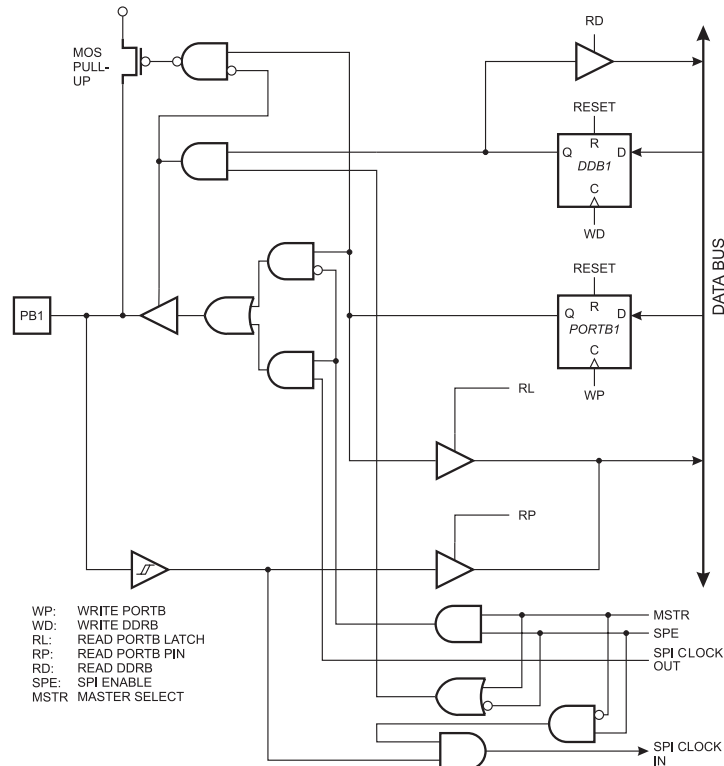 RD
MOS
PULL-
UP
RESET
R
Q
D
DDB1
C
WD
DATA BUS
RESET
R
Q
D
PORTB1
C
WP
PB1
RL
RP
WP: WRITE PORTB
WD: WRITE DDRB
RL: READ PORTB LATCH
RP: READ PORTB PIN
RD: READ DDRB
SPE: SPI ENABLE
MSTR MASTER SELECT
MSTR
SPE
SPI CLOCK
OUT
SPI CLOCK
IN